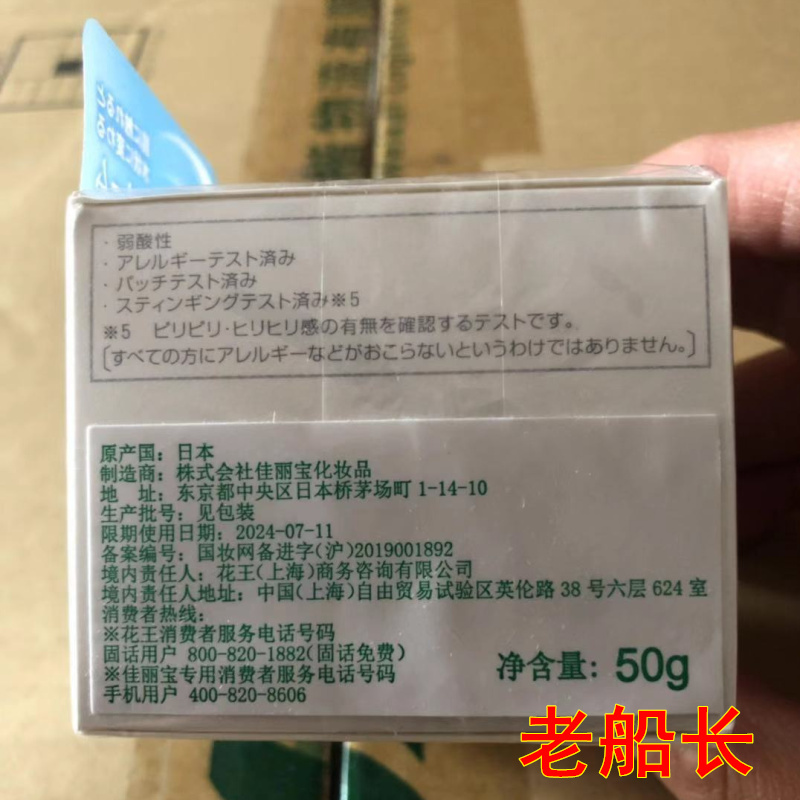 ・弱酸性
・アレルギーテスト済み
・パッチテスト済み
・スティンギングテスト済み※5
※5 ピリピリ・ヒリヒリ感の有無を確認するテストです。
〔すべての方にアレルギーなどがおこらないというわけではありません。〕
原产国：日本
制造商：株式会社佳丽宝化妆品
地 址：东京都中央区日本桥茅场町 1-14-10
生产批号：见包装
限期使用日期：2024-07-11
备案编号：国妆网备进字(沪)2019001892
境内责任人：花王(上海)商务咨询有限公司
境内责任人地址：中国(上海)自由贸易试验区英伦路 38 号六层 624 室
消费者热线：
※花王消费者服务电话号码
固话用户 800-820-1882(固话免费)
※佳丽宝专用消费者服务电话号码
手机用户 400-820-8606
净含量：50g
老船长